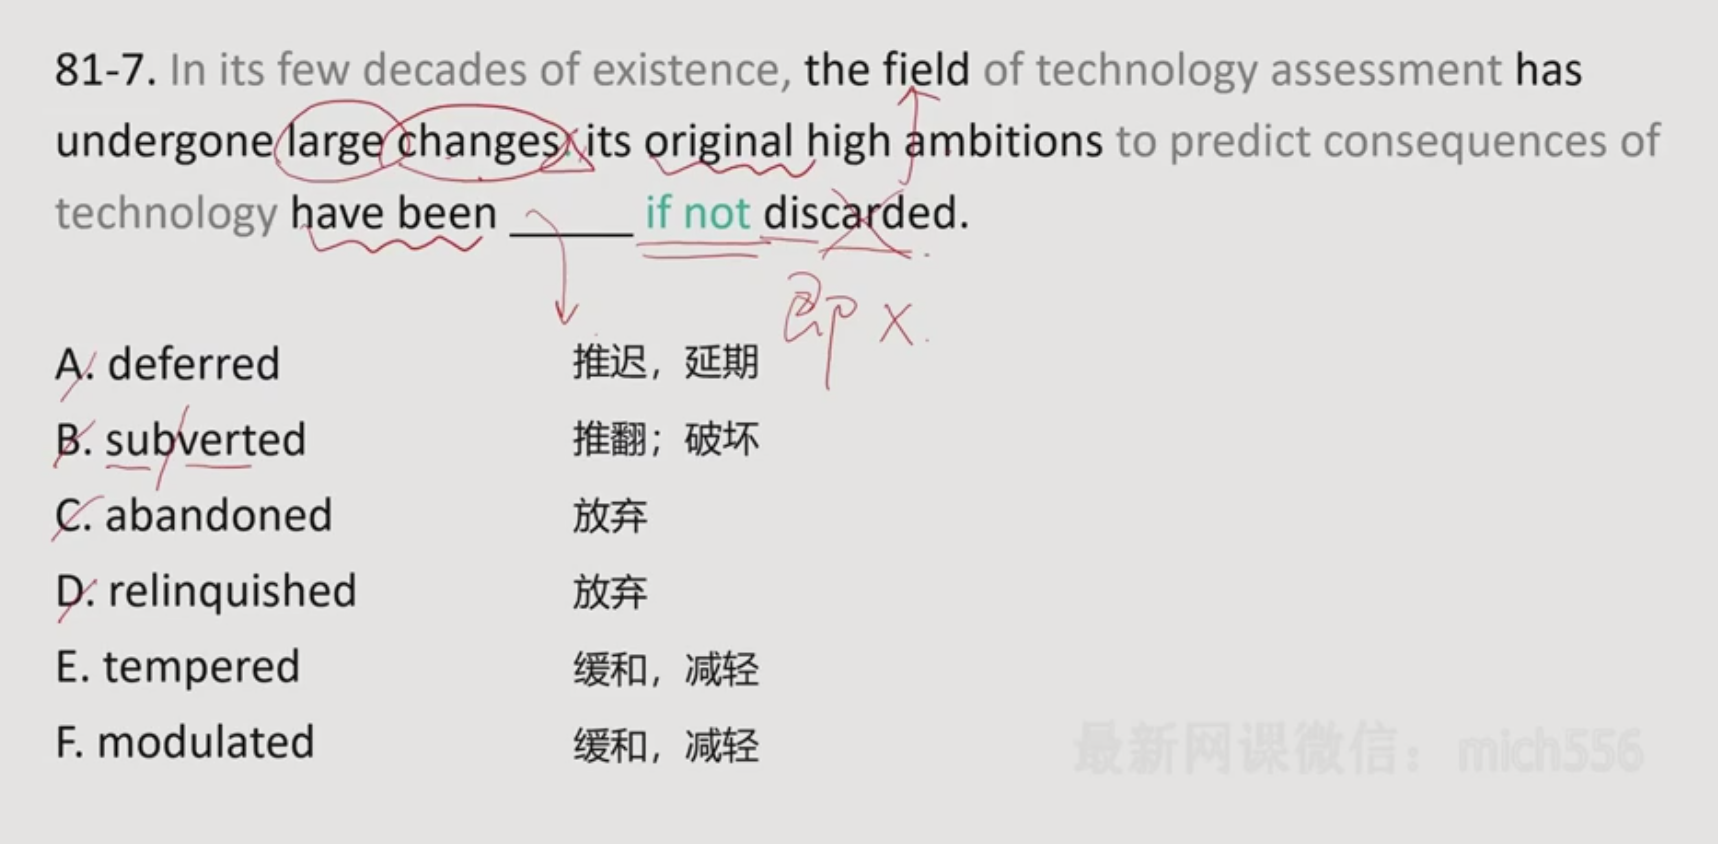 81-7. In its few decades of existence, the field of technology assessment has
undergone large changes: its original high ambitions to predict consequences of
technology have been ______ if not discarded.
即 X.
A. deferred 推迟，延期
B. subverted 推翻；破坏
C. abandoned 放弃
D. relinquished 放弃
E. tempered 缓和，减轻
F. modulated 缓和，减轻
最新网课微信：mich556